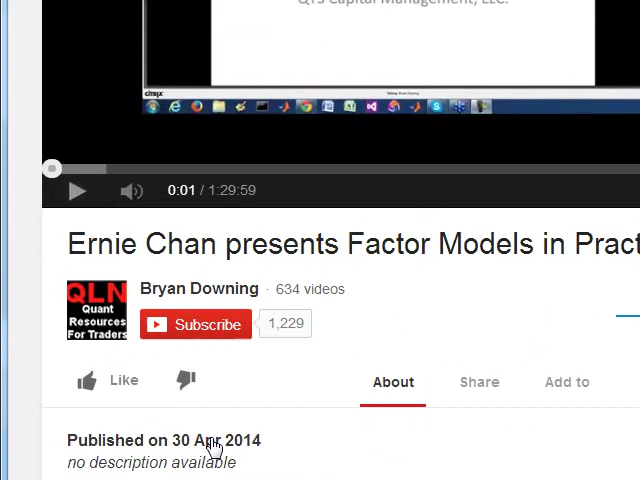 QTS Capital Management, LLC.
citrix
0:01 / 1:29:59
Ernie Chan presents Factor Models in Pract
QLN
Quant
Resources
For Traders
Bryan Downing · 634 videos
Subscribe 1,229
Like
About Share Add to
Published on 30 Apr 2014
no description available